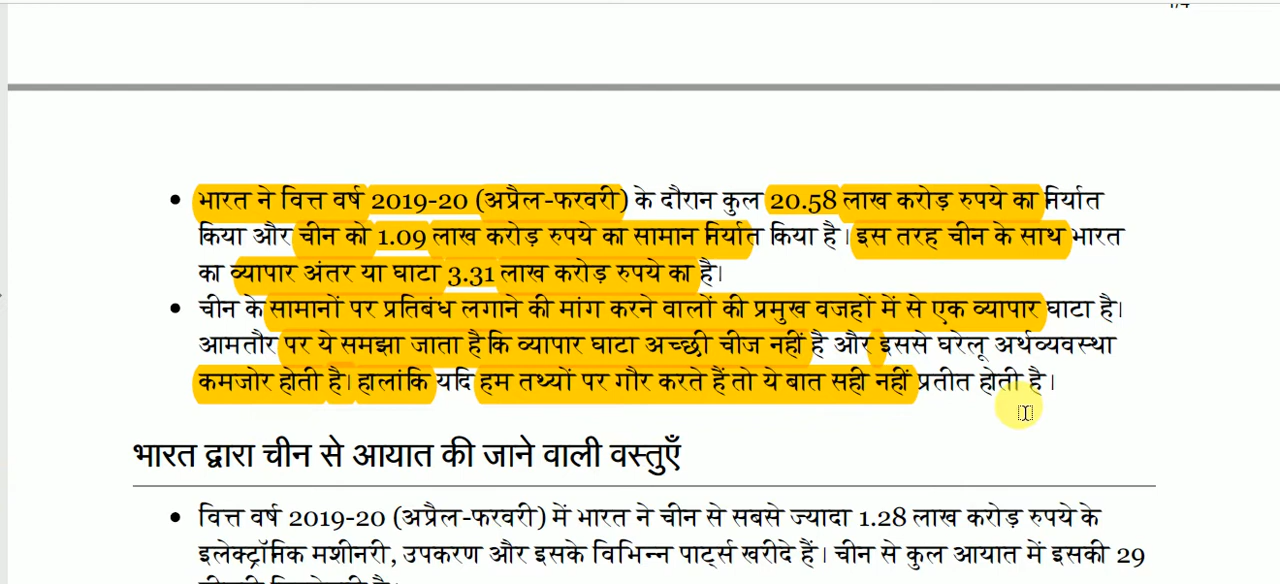 भारत ने वित्त वर्ष 2019-20 (अप्रैल-फरवरी) के दौरान कुल 20.58 लाख करोड़ रुपये का निर्यात
किया और चीन को 1.09 लाख करोड़ रुपये का सामान निर्यात किया है। इस तरह चीन के साथ भारत
का व्यापार अंतर या घाटा 3.31 लाख करोड़ रुपये का है।
चीन के सामानों पर प्रतिबंध लगाने की मांग करने वालों की प्रमुख वजहों में से एक व्यापार घाटा है।
आमतौर पर ये समझा जाता है कि व्यापार घाटा अच्छी चीज नहीं है और इससे घरेलू अर्थव्यवस्था
कमजोर होती है। हालांकि यदि हम तथ्यों पर गौर करते हैं तो ये बात सही नहीं प्रतीत होती है।
भारत द्वारा चीन से आयात की जाने वाली वस्तुएँ
वित्त वर्ष 2019-20 (अप्रैल-फरवरी) में भारत ने चीन से सबसे ज्यादा 1.28 लाख करोड़ रुपये के
इलेक्ट्रॉनिक मशीनरी, उपकरण और इसके विभिन्न पार्ट्स खरीदे हैं। चीन से कुल आयात में इसकी 29